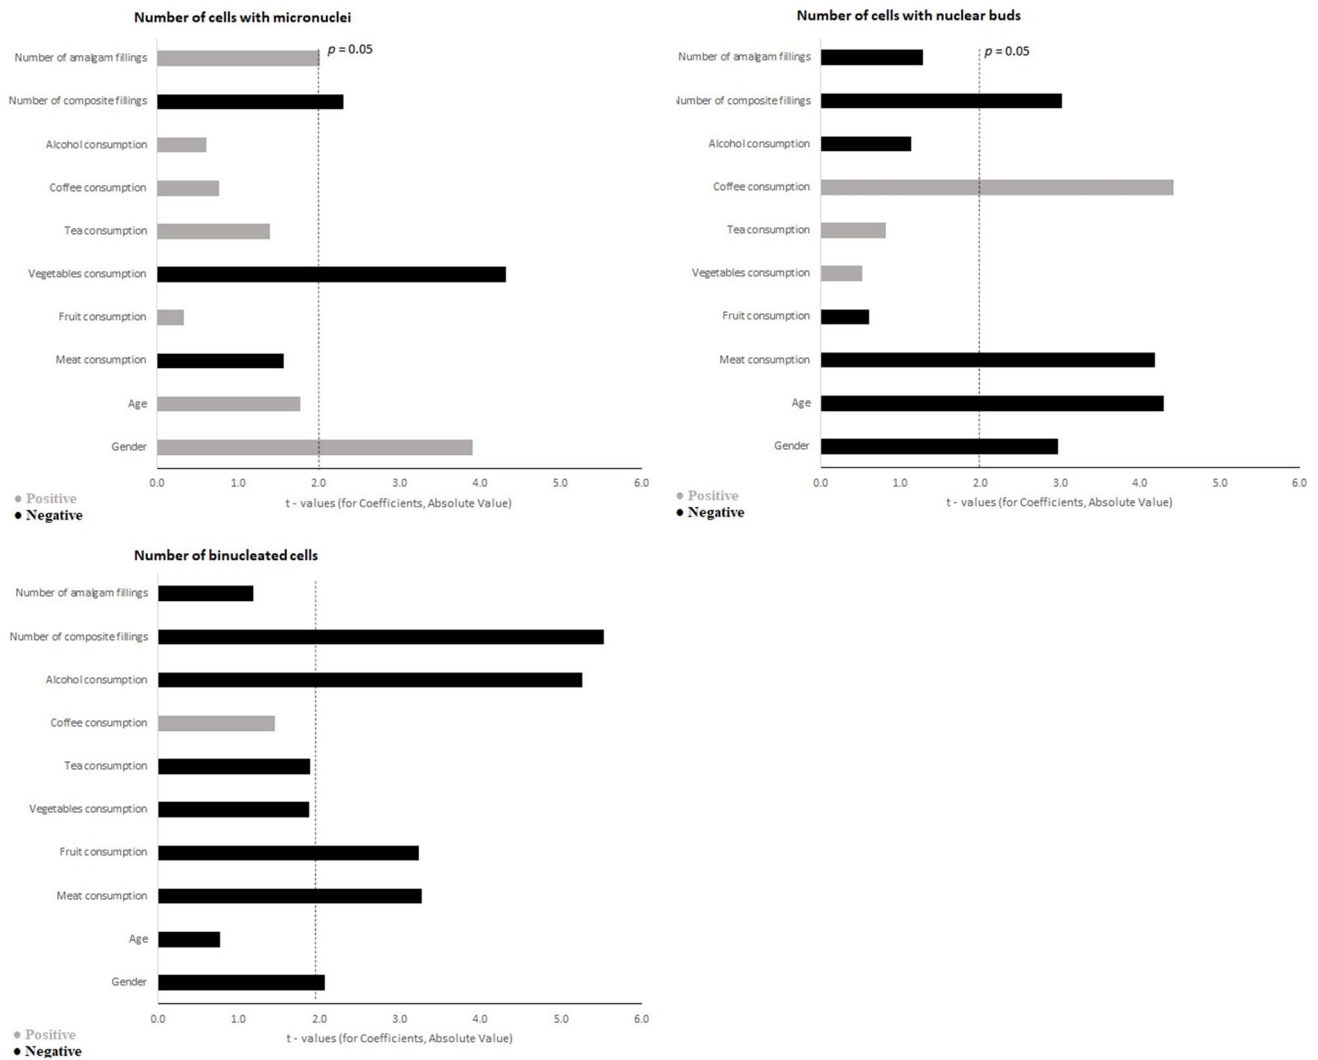 Number of cells with micronuclei
p = 0.05
Number of amalgam fillings
Number of composite fillings
Alcohol consumption
Coffee consumption
Tea consumption
Vegetables consumption
Fruit consumption
Meat consumption
Age
Gender
0.0 1.0 2.0 3.0 4.0 5.0 6.0
t - values (for Coefficients, Absolute Value)
● Positive
● Negative
Number of cells with nuclear buds
p = 0.05
Number of amalgam fillings
Number of composite fillings
Alcohol consumption
Coffee consumption
Tea consumption
Vegetables consumption
Fruit consumption
Meat consumption
Age
Gender
0.0 1.0 2.0 3.0 4.0 5.0 6.0
t - values (for Coefficients, Absolute Value)
● Positive
● Negative
Number of binucleated cells
Number of amalgam fillings
Number of composite fillings
Alcohol consumption
Coffee consumption
Tea consumption
Vegetables consumption
Fruit consumption
Meat consumption
Age
Gender
0.0 1.0 2.0 3.0 4.0 5.0 6.0
t - values (for Coefficients, Absolute Value)
● Positive
● Negative